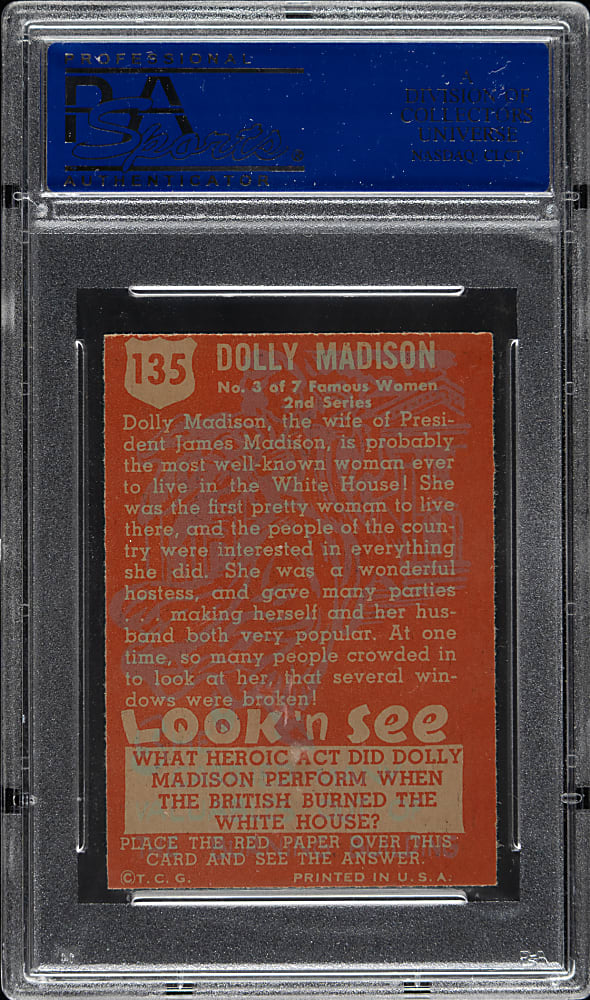 PROFESSIONAL
PSA
Sports®
AUTHENTICATOR
A
DIVISION OF
COLLECTORS
UNIVERSE
NASDAQ: CLCT
135
DOLLY MADISON
No. 3 of 7 Famous Women
2nd Series
Dolly Madison, the wife of Presi-
dent James Madison, is probably
the most well-known woman ever
to live in the White House! She
was the first pretty woman to live
there, and the people of the coun-
try were interested in everything
she did. She was a wonderful
hostess, and gave many parties
. . . making herself and her hus-
band both very popular. At one
time, so many people crowded in
to look at her, that several win-
dows were broken!
LOOK 'n SEE
WHAT HEROIC ACT DID DOLLY
MADISON PERFORM WHEN
THE BRITISH BURNED THE
WHITE HOUSE?
PLACE THE RED PAPER OVER THIS
CARD AND SEE THE ANSWER.
©T.C.G. PRINTED IN U.S.A.
PSA